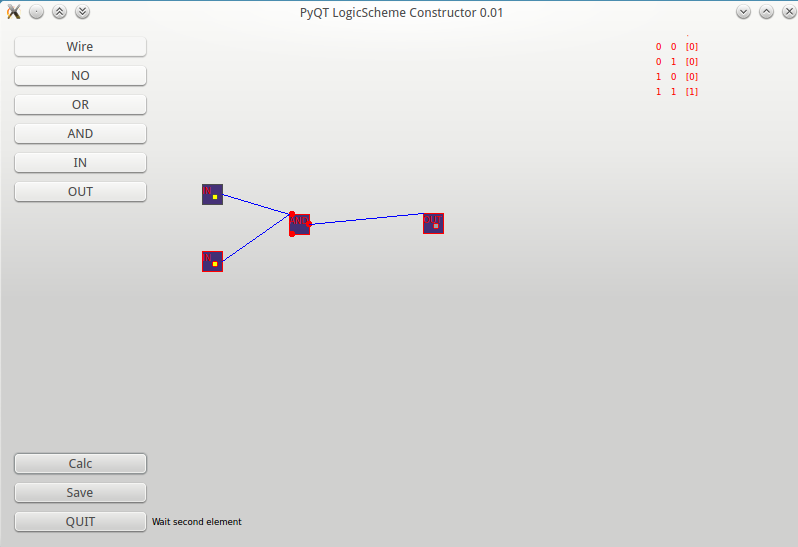 PyQT LogicScheme Constructor 0.01
Wire
NO
OR
AND
IN
OUT
0 0 [0]
0 1 [0]
1 0 [0]
1 1 [1]
IN
AND
OUT
IN
Calc
Save
QUIT
Wait second element